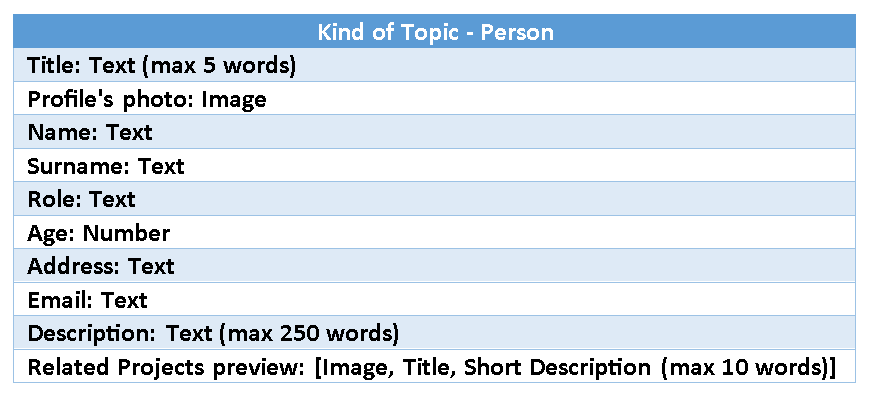 Kind of Topic - Person
Title: Text (max 5 words)
Profile's photo: Image
Name: Text
Surname: Text
Role: Text
Age: Number
Address: Text
Email: Text
Description: Text (max 250 words)
Related Projects preview: [Image, Title, Short Description (max 10 words)]